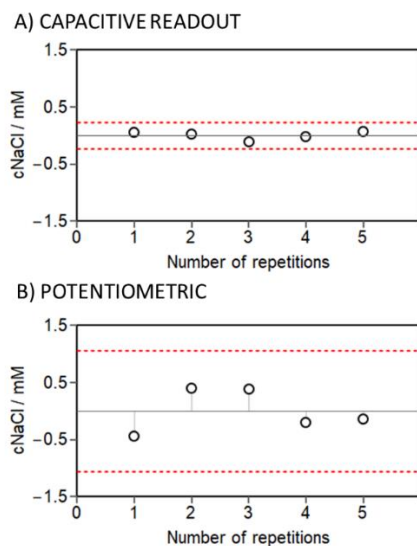 A) CAPACITIVE READOUT
1.5
0.5
−0.5
−1.5
cNaCl / mM
0 1 2 3 4 5
Number of repetitions
B) POTENTIOMETRIC
1.5
0.5
−0.5
−1.5
cNaCl / mM
0 1 2 3 4 5
Number of repetitions